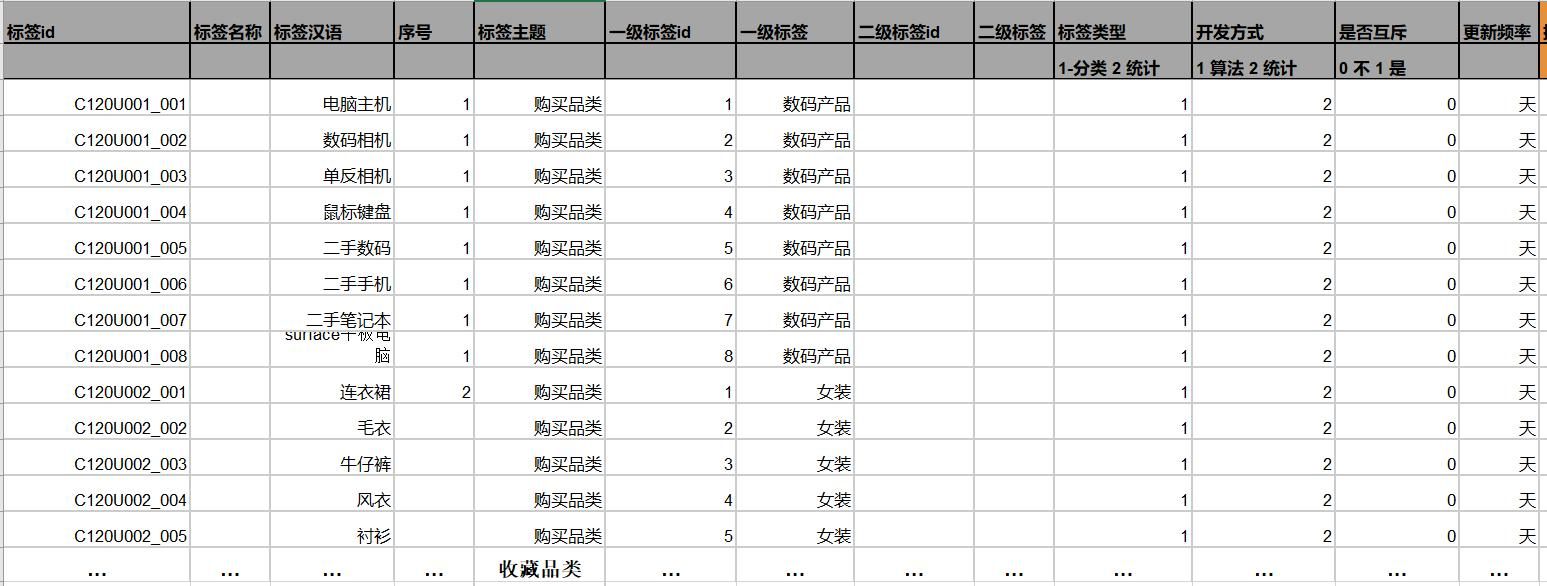 标签id 标签名称 标签汉语 序号 标签主题 一级标签id 一级标签 二级标签id 二级标签 标签类型 开发方式 是否互斥 更新频率
1-分类 2 统计 1 算法 2 统计 0 不 1 是
C120U001_001 电脑主机 1 购买品类 1 数码产品 1 2 0 天
C120U001_002 数码相机 1 购买品类 2 数码产品 1 2 0 天
C120U001_003 单反相机 1 购买品类 3 数码产品 1 2 0 天
C120U001_004 鼠标键盘 1 购买品类 4 数码产品 1 2 0 天
C120U001_005 二手数码 1 购买品类 5 数码产品 1 2 0 天
C120U001_006 二手手机 1 购买品类 6 数码产品 1 2 0 天
C120U001_007 二手笔记本 1 购买品类 7 数码产品 1 2 0 天
surface平板电
C120U001_008 脑 1 购买品类 8 数码产品 1 2 0 天
C120U002_001 连衣裙 2 购买品类 1 女装 1 2 0 天
C120U002_002 毛衣 购买品类 2 女装 1 2 0 天
C120U002_003 牛仔裤 购买品类 3 女装 1 2 0 天
C120U002_004 风衣 购买品类 4 女装 1 2 0 天
C120U002_005 衬衫 购买品类 5 女装 1 2 0 天
... ... ... ... 收藏品类 ... ... ... ... ... ... ... ...